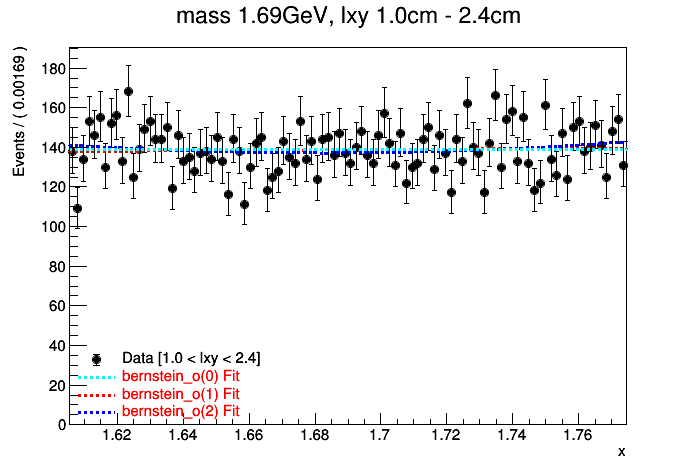 mass 1.69GeV, lxy 1.0cm - 2.4cm
Events / ( 0.00169 )
180
160
140
120
100
80
60
40
20
0
Data [1.0 < lxy < 2.4]
bernstein_o(0) Fit
bernstein_o(1) Fit
bernstein_o(2) Fit
1.62 1.64 1.66 1.68 1.7 1.72 1.74 1.76
x